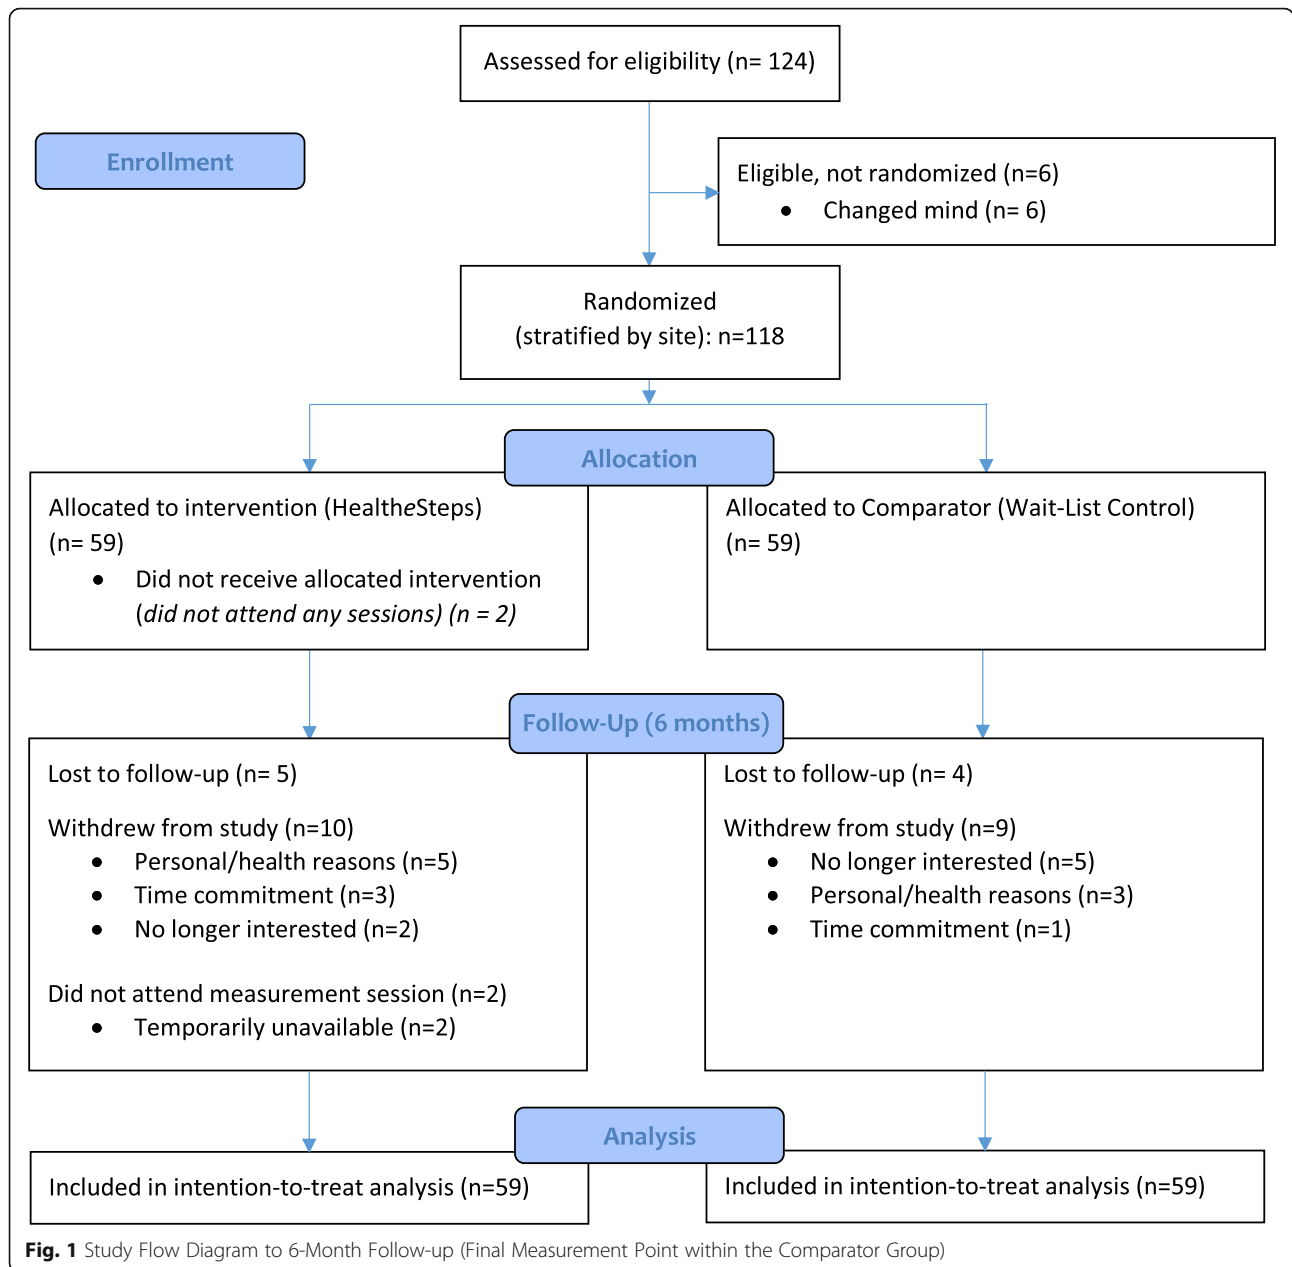 Assessed for eligibility (n= 124)
Enrollment
Eligible, not randomized (n=6)
● Changed mind (n= 6)
Randomized
(stratified by site): n=118
Allocation
Allocated to intervention (HealtheSteps)
(n= 59)
● Did not receive allocated intervention
(did not attend any sessions) (n = 2)
Allocated to Comparator (Wait-List Control)
(n= 59)
Follow-Up (6 months)
Lost to follow-up (n= 5)
Withdrew from study (n=10)
● Personal/health reasons (n=5)
● Time commitment (n=3)
● No longer interested (n=2)
Did not attend measurement session (n=2)
● Temporarily unavailable (n=2)
Lost to follow-up (n= 4)
Withdrew from study (n=9)
● No longer interested (n=5)
● Personal/health reasons (n=3)
● Time commitment (n=1)
Analysis
Included in intention-to-treat analysis (n=59)
Included in intention-to-treat analysis (n=59)
Fig. 1 Study Flow Diagram to 6-Month Follow-up (Final Measurement Point within the Comparator Group)